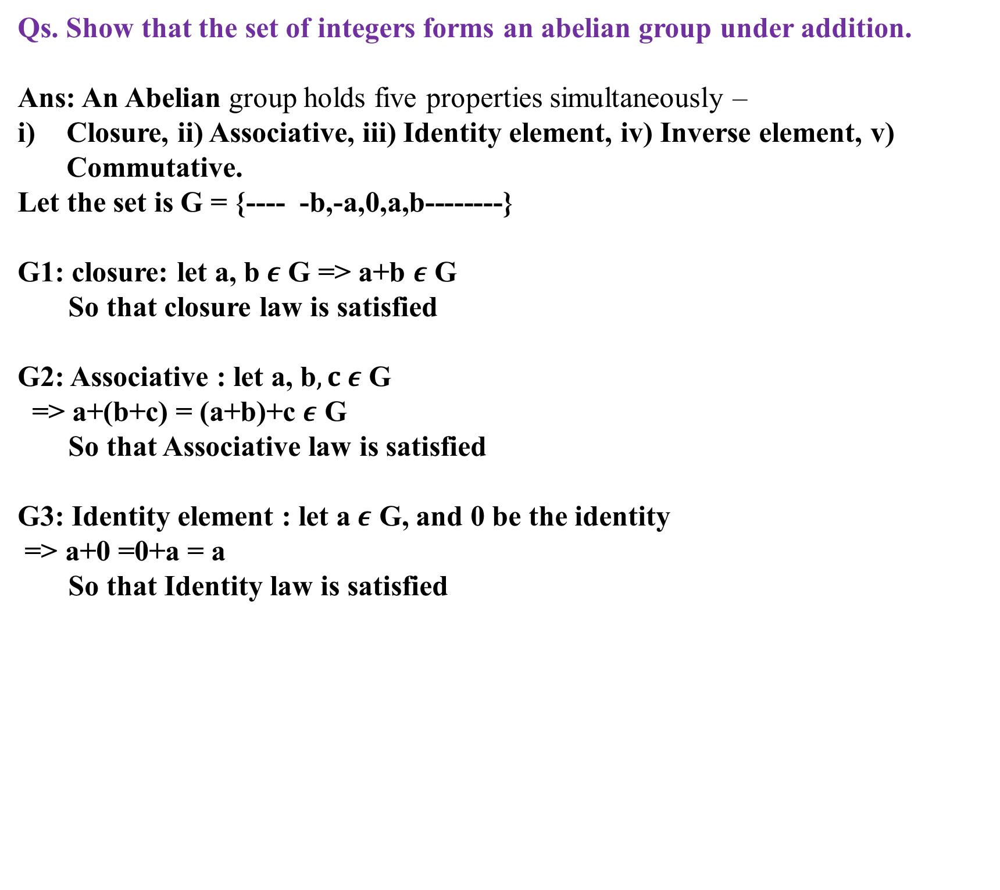 Qs. Show that the set of integers forms an abelian group under addition.
Ans: An Abelian group holds five properties simultaneously –
i) Closure, ii) Associative, iii) Identity element, iv) Inverse element, v)
Commutative.
Let the set is G = {---- -b,-a,0,a,b--------}
G1: closure: let a, b ϵ G => a+b ϵ G
So that closure law is satisfied
G2: Associative : let a, b, c ϵ G
=> a+(b+c) = (a+b)+c ϵ G
So that Associative law is satisfied
G3: Identity element : let a ϵ G, and 0 be the identity
=> a+0 =0+a = a
So that Identity law is satisfied